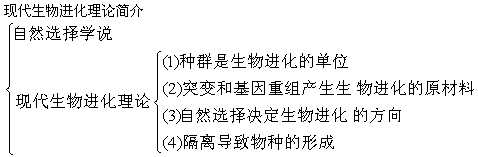 现代生物进化理论简介
自然选择学说
现代生物进化理论
(1)种群是生物进化的单位
(2)突变和基因重组产生生 物进化的原材料
(3)自然选择决定生物进化 的方向
(4)隔离导致物种的形成